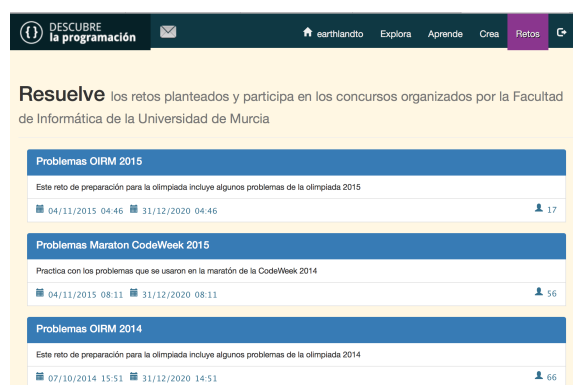 DESCUBRE
la programación
earthlandto Explora Aprende Crea Retos
Resuelve los retos planteados y participa en los concursos organizados por la Facultad
de Informática de la Universidad de Murcia
Problemas OIRM 2015
Este reto de preparación para la olimpiada incluye algunos problemas de la olimpiada 2015
04/11/2015 04:46 31/12/2020 04:46 17
Problemas Maraton CodeWeek 2015
Practica con los problemas que se usaron en la maratón de la CodeWeek 2014
04/11/2015 08:11 31/12/2020 08:11 56
Problemas OIRM 2014
Este reto de preparación para la olimpiada incluye algunos problemas de la olimpiada 2014
07/10/2014 15:51 31/12/2020 14:51 66